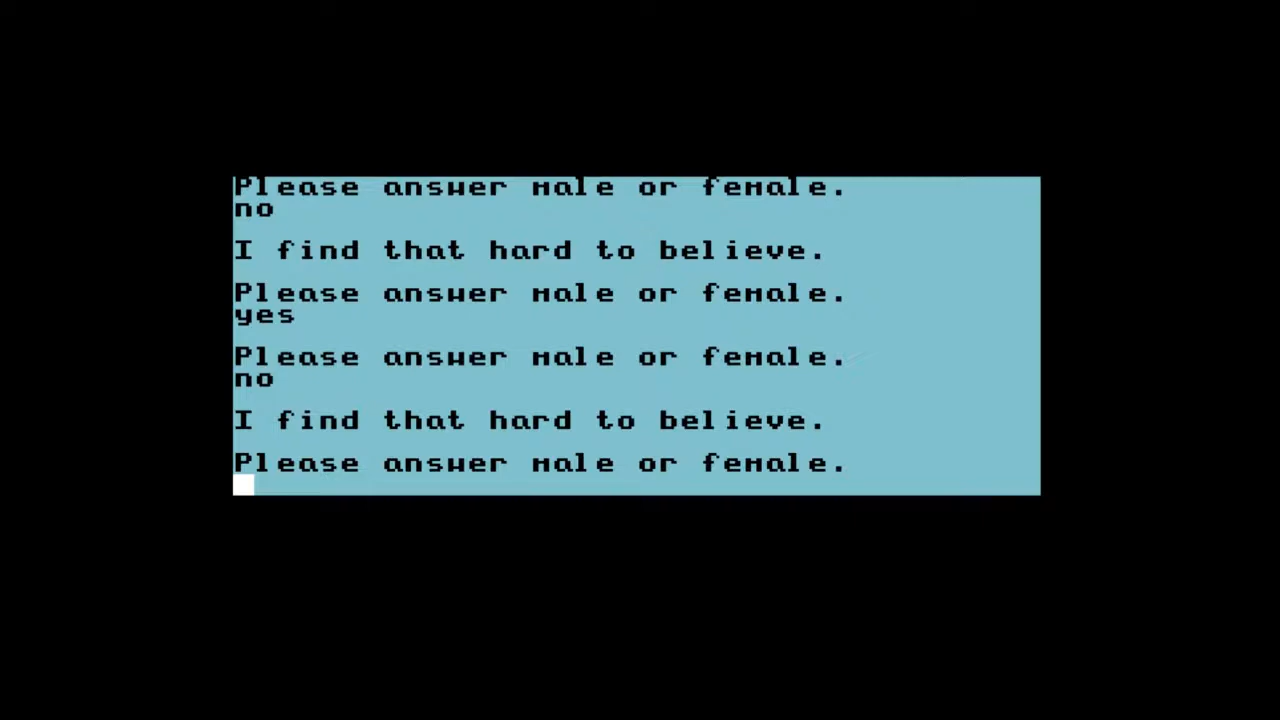 Please answer male or female.
no
I find that hard to believe.
Please answer male or female.
yes
Please answer male or female.
no
I find that hard to believe.
Please answer male or female.